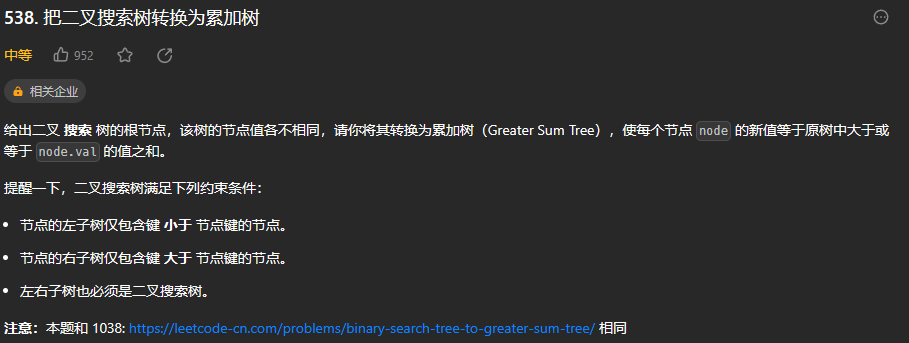 538. 把二叉搜索树转换为累加树
中等 952
相关企业
给出二叉 搜索 树的根节点，该树的节点值各不相同，请你将其转换为累加树（Greater Sum Tree），使每个节点 node 的新值等于原树中大于或
等于 node.val 的值之和。
提醒一下，二叉搜索树满足下列约束条件：
• 节点的左子树仅包含键 小于 节点键的节点。
• 节点的右子树仅包含键 大于 节点键的节点。
• 左右子树也必须是二叉搜索树。
注意：本题和 1038: https://leetcode-cn.com/problems/binary-search-tree-to-greater-sum-tree/ 相同